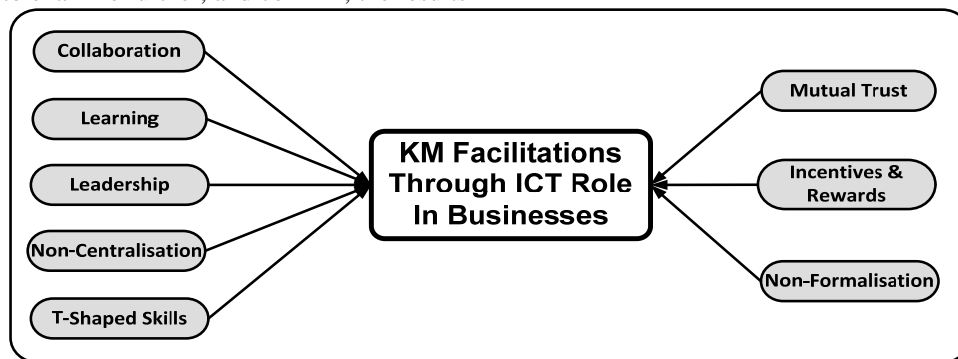 Collaboration
Learning
Leadership
Non-Centralisation
T-Shaped Skills
KM Facilitations
Through ICT Role
In Businesses
Mutual Trust
Incentives &
Rewards
Non-Formalisation